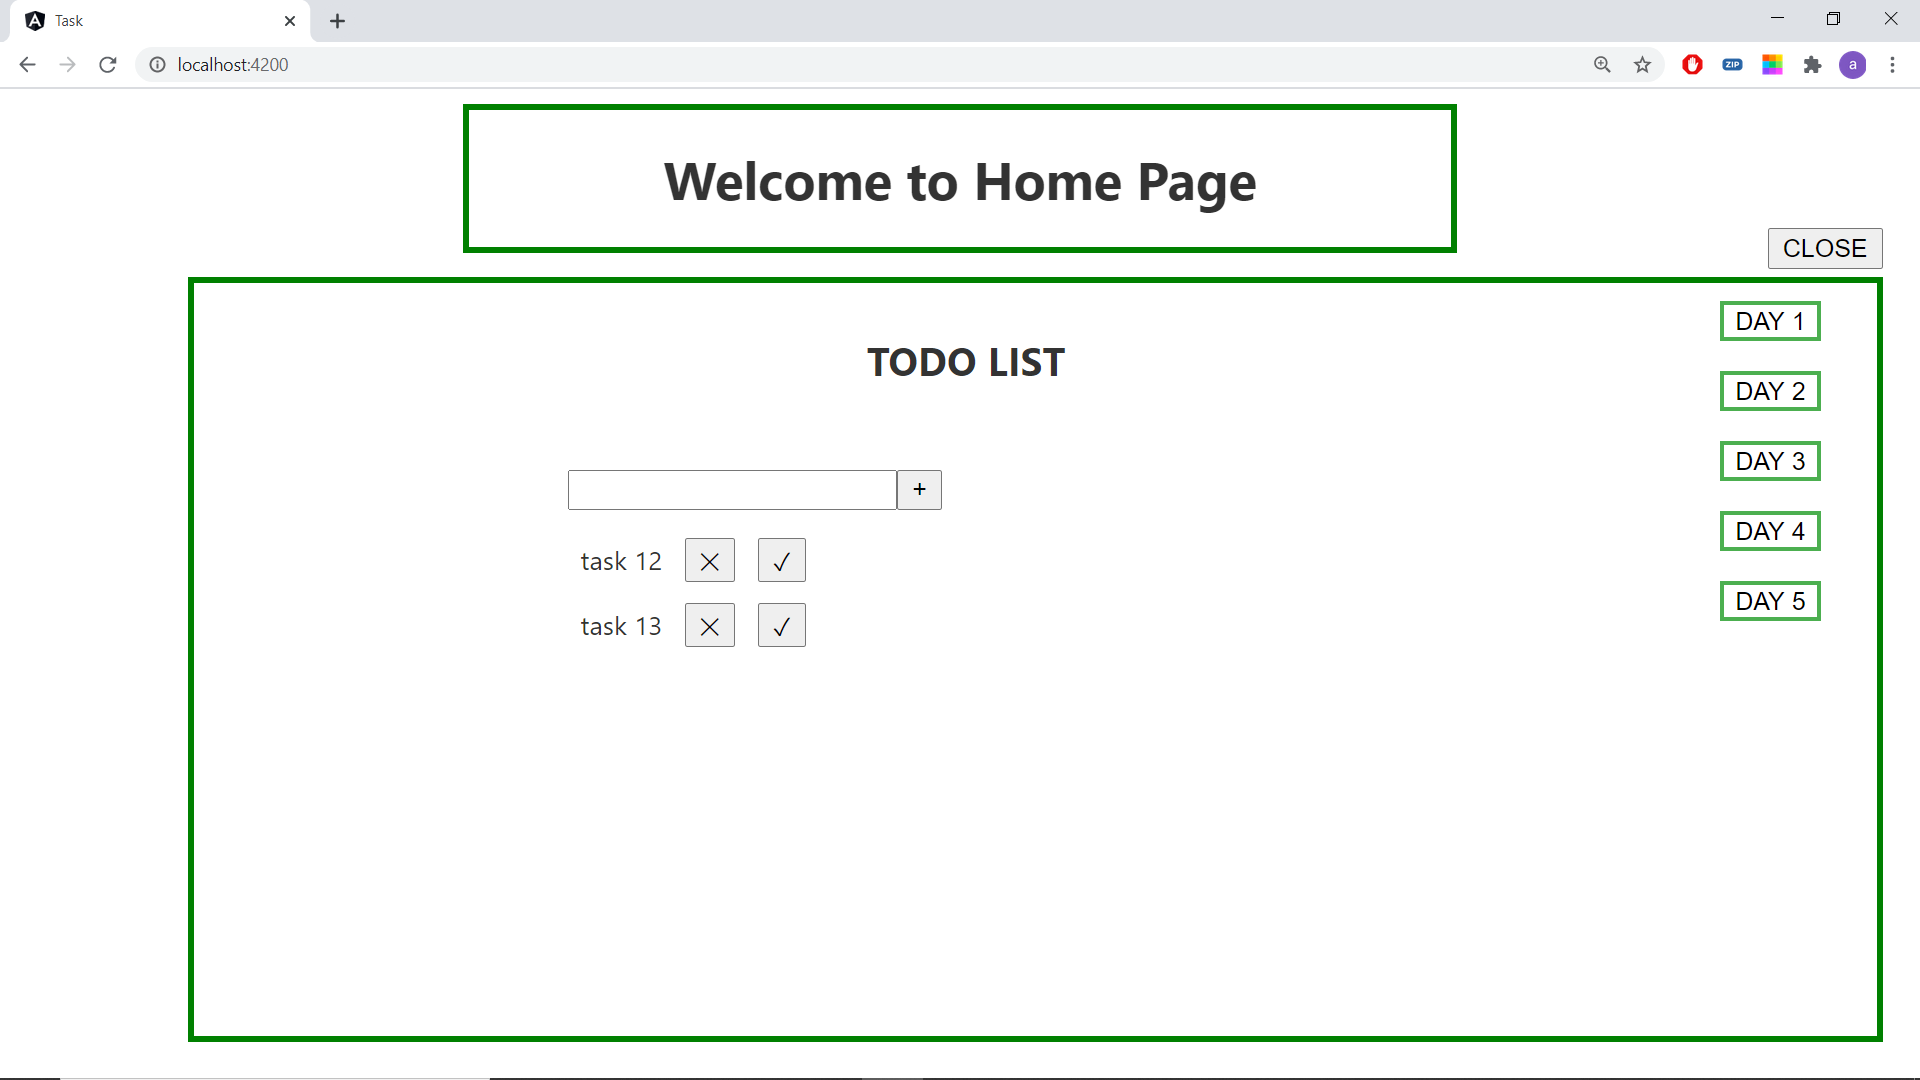 Task
localhost:4200
ZIP
a
Welcome to Home Page
CLOSE
DAY 1
TODO LIST
DAY 2
DAY 3
+
DAY 4
task 12
DAY 5
task 13